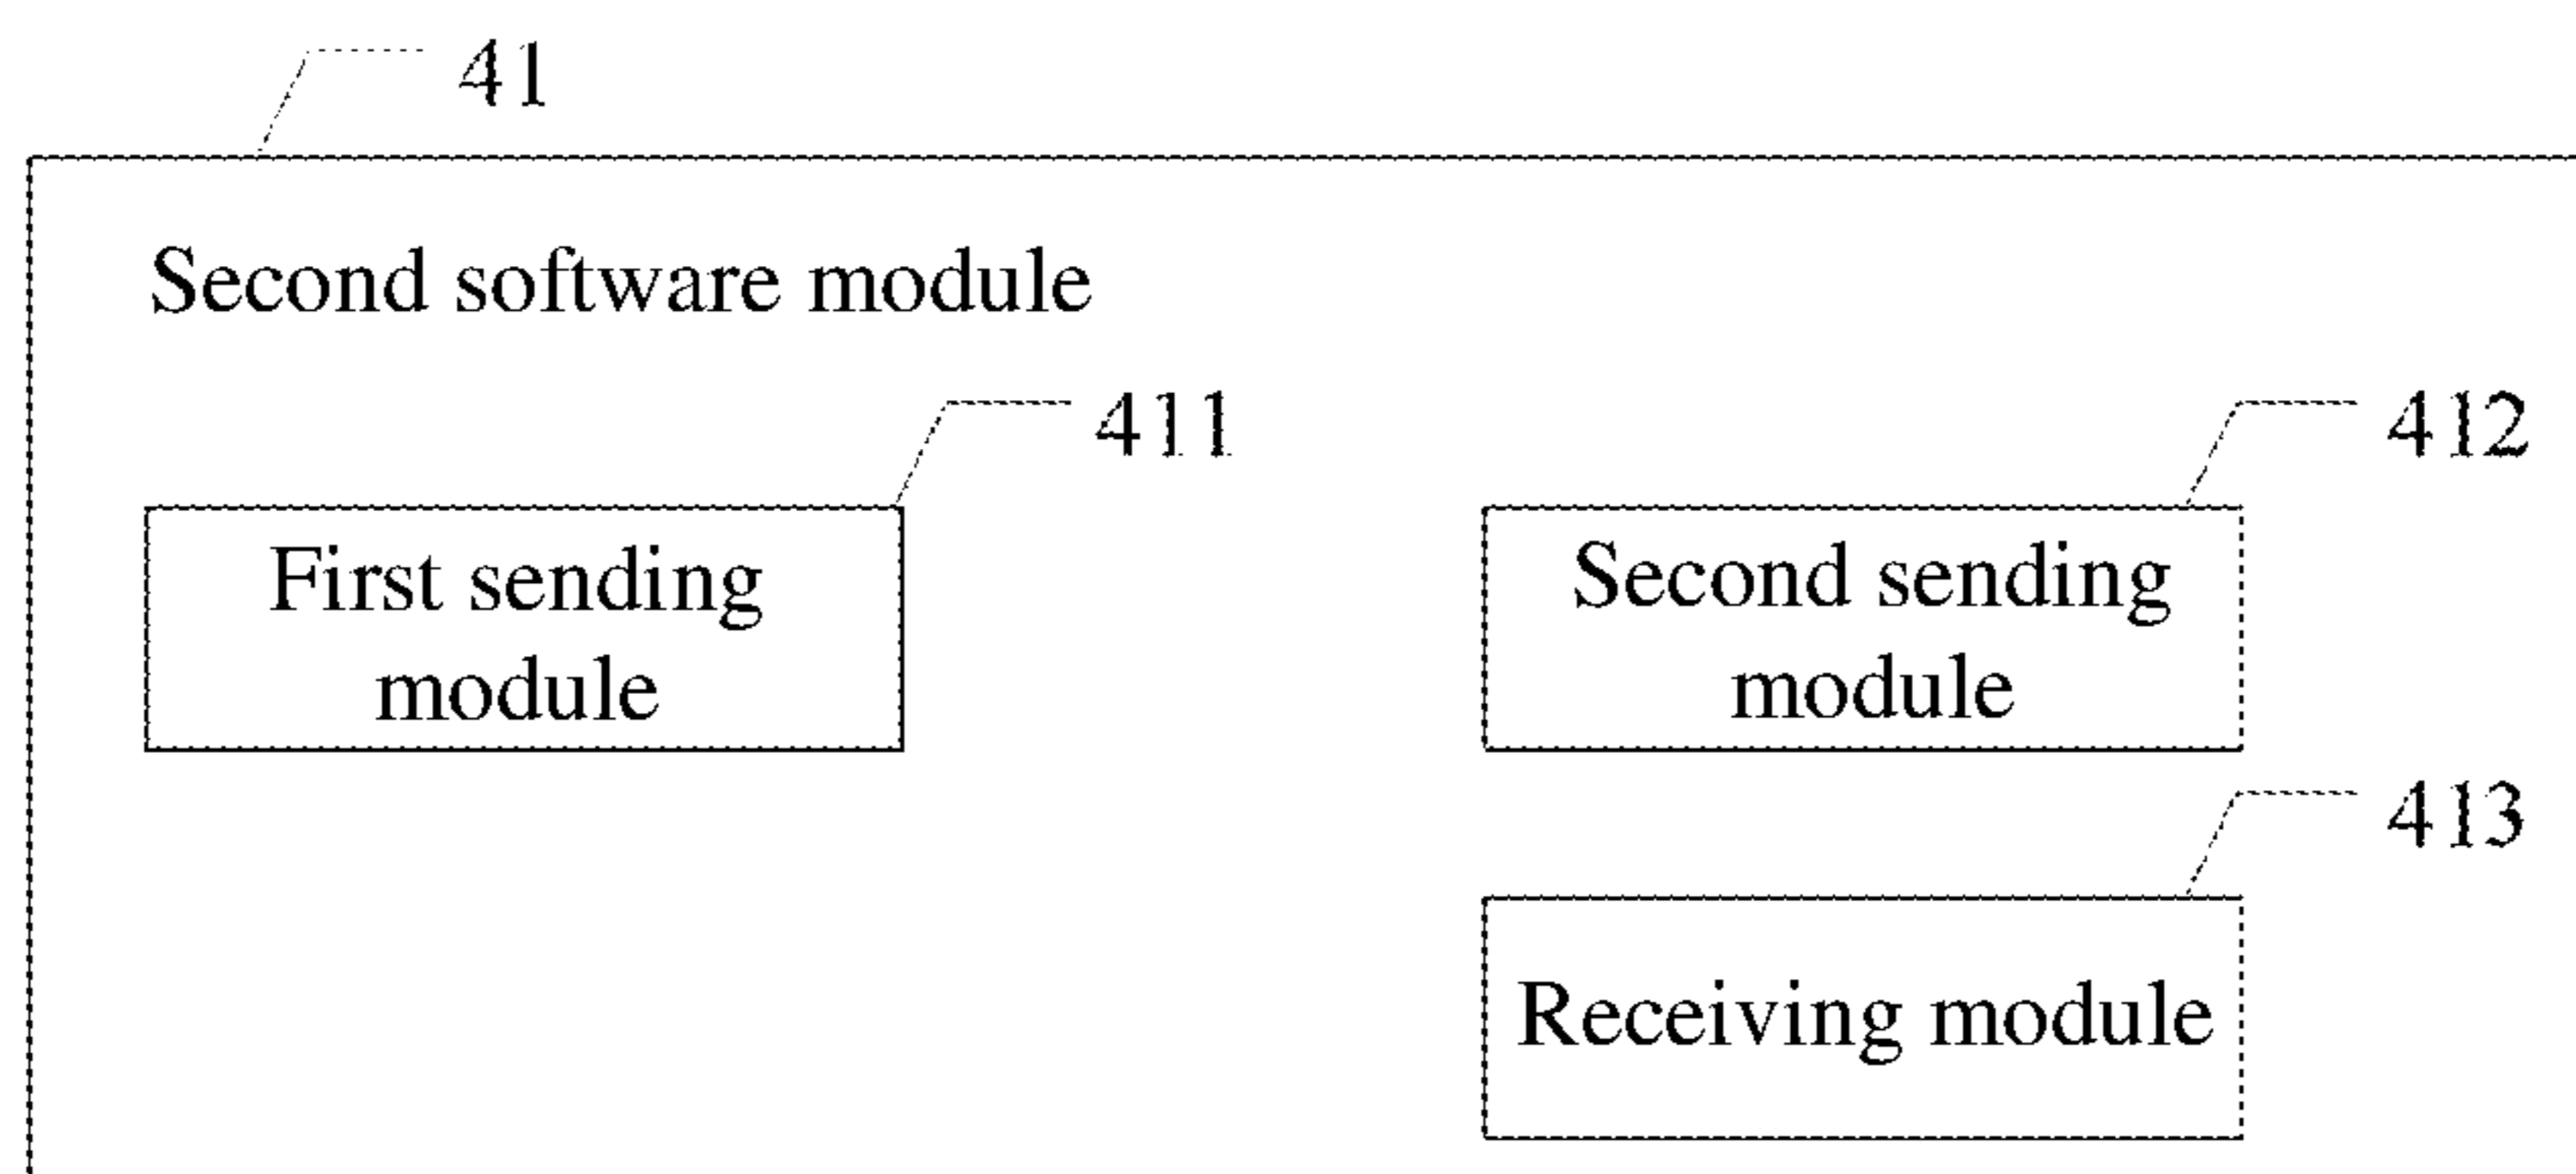 41
Second software module
411
412
First sending
module
Second sending
module
413
Receiving module